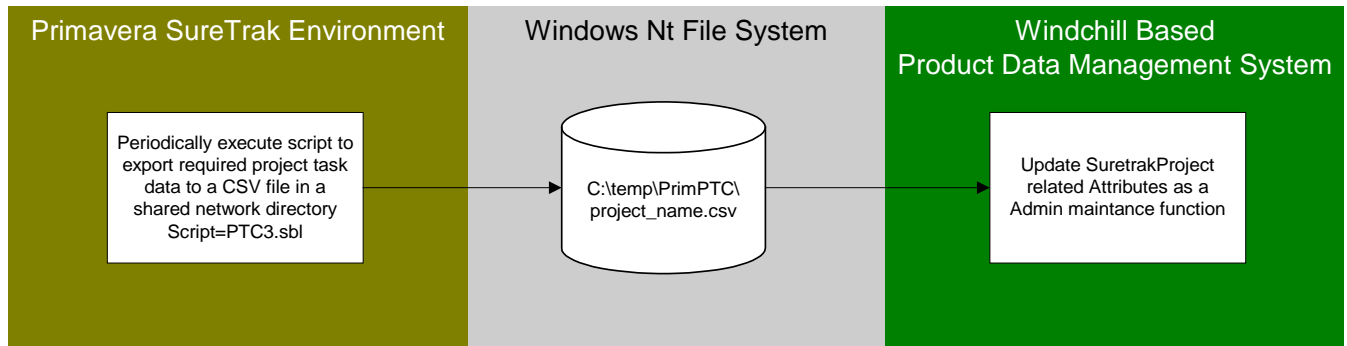 Primavera SureTrak Environment
Periodically execute script to
export required project task
data to a CSV file in a
shared network directory
Script=PTC3.sbl
Windows Nt File System
C:\temp\PrimPTC\
project_name.csv
Windchill Based
Product Data Management System
Update SuretrakProject
related Attributes as a
Admin maintance function